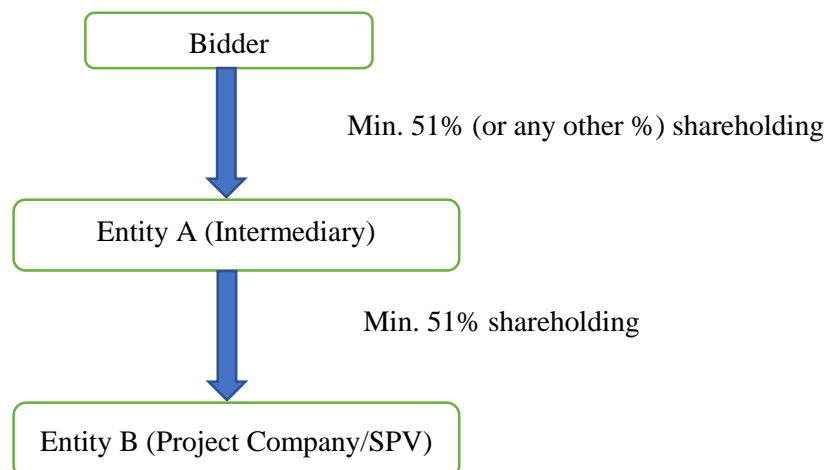 Bidder
Min. 51% (or any other %) shareholding
Entity A (Intermediary)
Min. 51% shareholding
Entity B (Project Company/SPV)